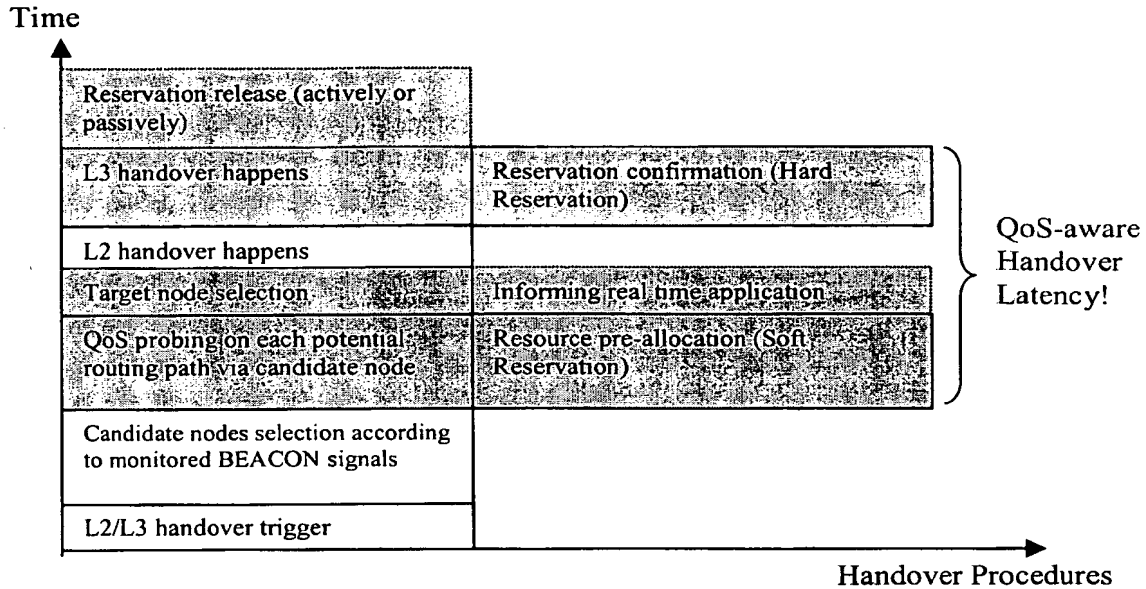 Time
Reservation release (actively or
passively)
L3 handover happens
Reservation confirmation (Hard
Reservation)
QoS-aware
Handover
Latency!
L2 handover happens
Target node selection
Informing real time application
QoS probing on each potential
routing path via candidate node
Resource pre-allocation (Soft
Reservation)
Candidate nodes selection according
to monitored BEACON signals
L2/L3 handover trigger
Handover Procedures